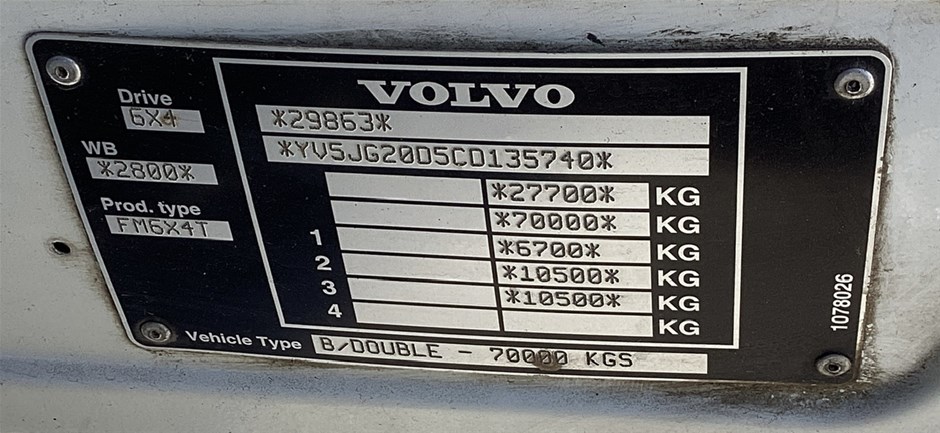 VOLVO
Drive
6X4
*29863*
WB
*2800*
*YV5JG20D5CD135740*
Prod. type
FM6X4T
*27700* KG
*70000* KG
1 *6700* KG
2 *10500* KG
3 *10500* KG
4 KG
Vehicle Type B/DOUBLE - 70000 KGS
1078026